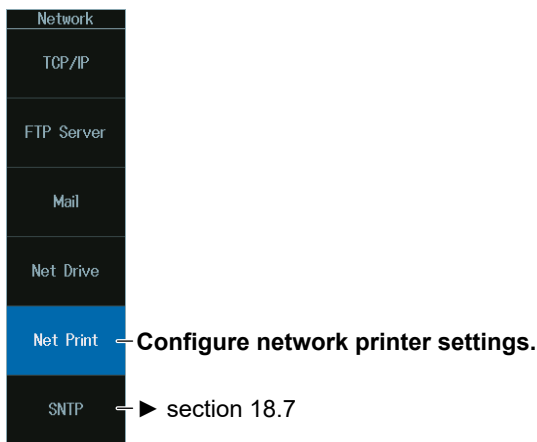 Network
TCP/IP
FTP Server
Mail
Net Drive
Net Print
Configure network printer settings.
SNTP
► section 18.7